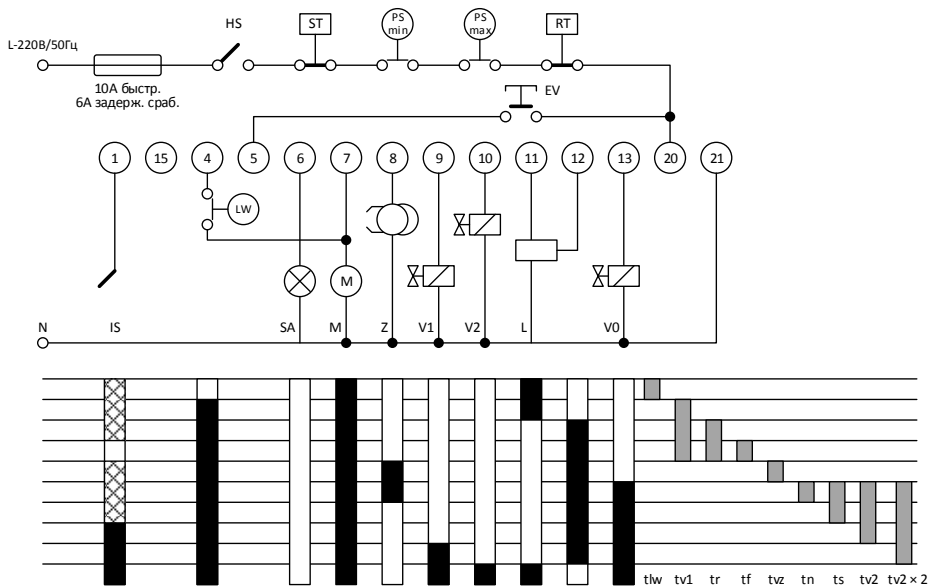 HS
ST
PS
min
PS
max
RT
L-220В/50Гц
10А быстр.
6А задерж. сраб.
EV
1 15 4 5 6 7 8 9 10 11 12 13 20 21
LW
M
N IS SA M Z V1 V2 L V0
tlw tv1 tr tf tvz tn ts tv2 tv2 × 2